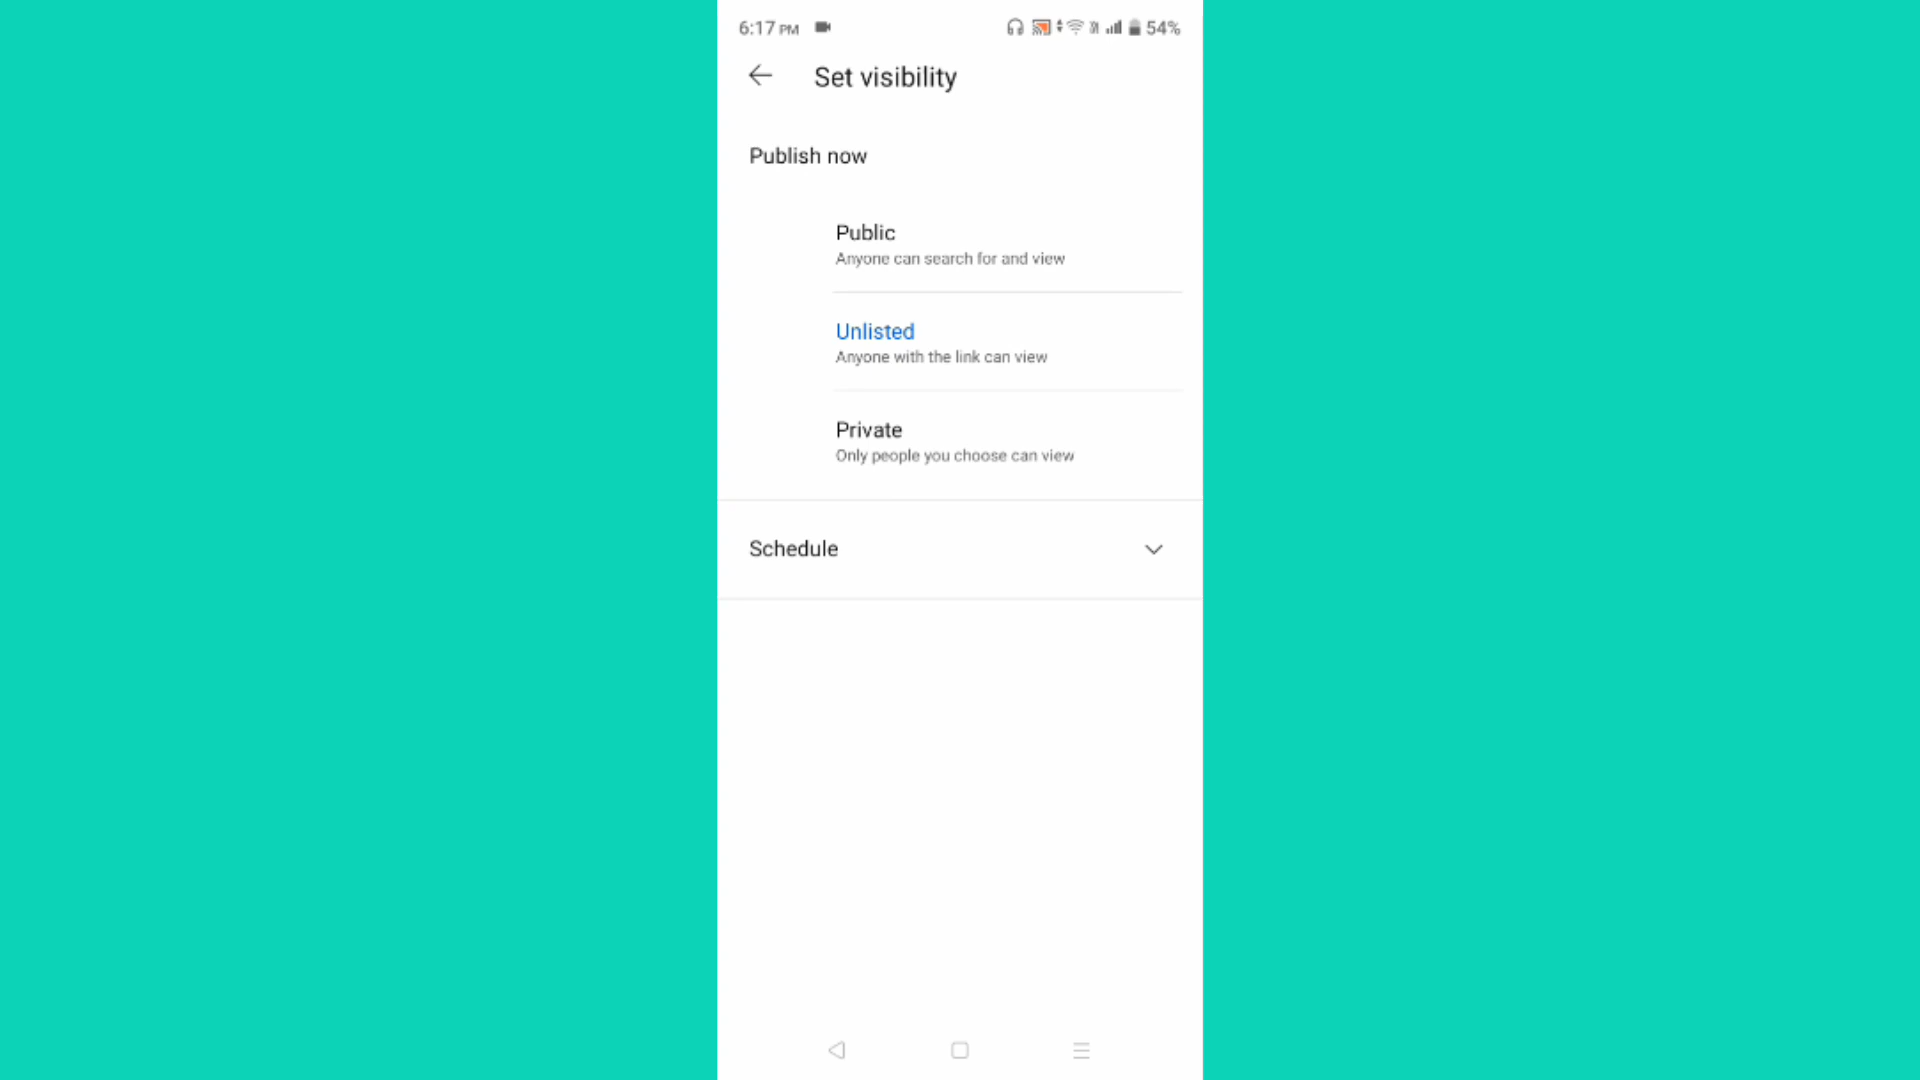 6:17 PM
54%
Set visibility
Publish now
Public
Anyone can search for and view
Unlisted
Anyone with the link can view
Private
Only people you choose can view
Schedule